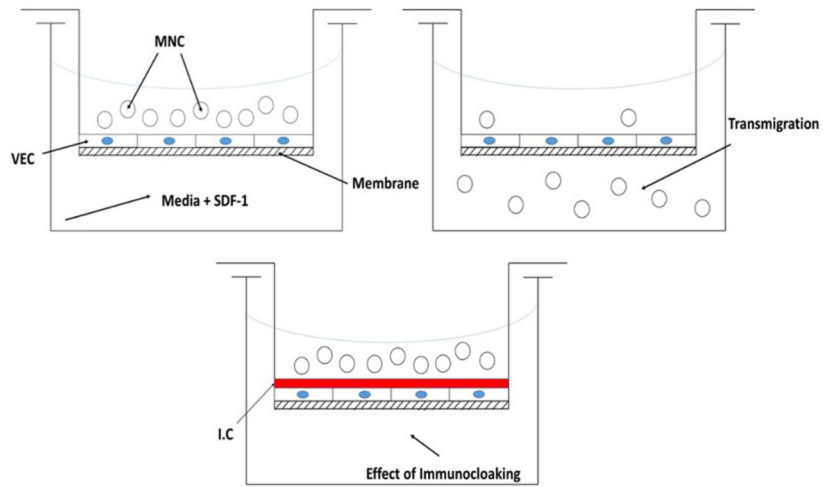 MNC
VEC
Membrane
Media + SDF-1
Transmigration
I.C
Effect of Immunocloaking